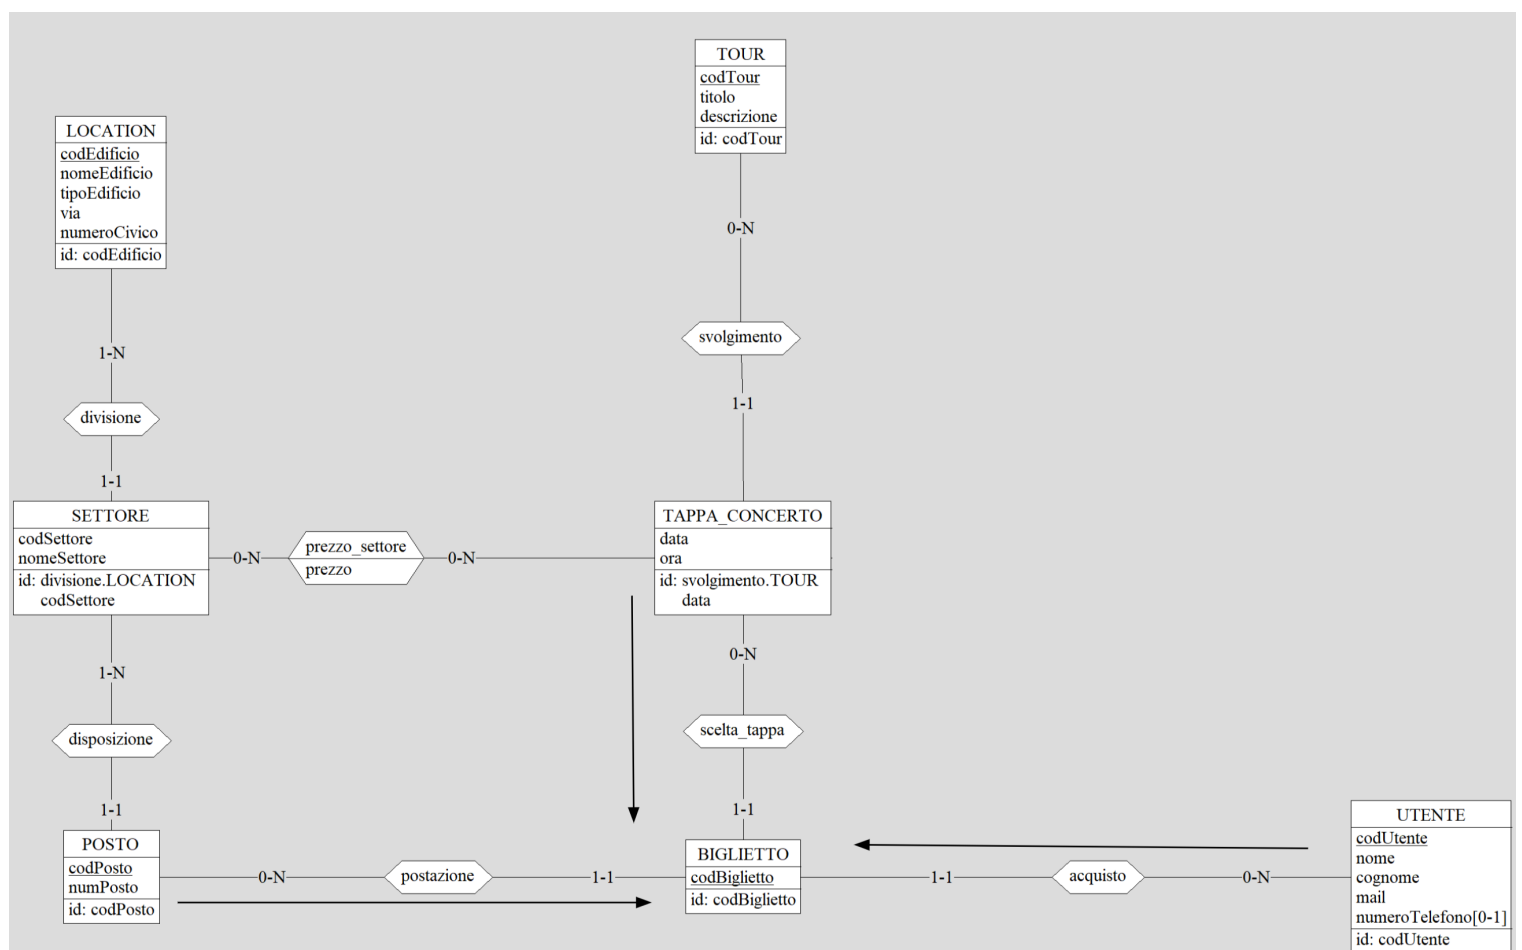 TOUR
codTour
titolo
descrizione
id: codTour
LOCATION
codEdificio
nomeEdificio
tipoEdificio
via
numeroCivico
id: codEdificio
0-N
svolgimento
1-N
1-1
divisione
1-1
SETTORE
codSettore
nomeSettore
id: divisione.LOCATION
codSettore
0-N
prezzo_settore
prezzo
0-N
TAPPA_CONCERTO
data
ora
id: svolgimento.TOUR
data
1-N
0-N
disposizione
scelta_tappa
1-1
1-1
POSTO
codPosto
numPosto
id: codPosto
0-N
postazione
1-1
BIGLIETTO
codBiglietto
id: codBiglietto
1-1
acquisto
0-N
UTENTE
codUtente
nome
cognome
mail
numeroTelefono[0-1]
id: codUtente